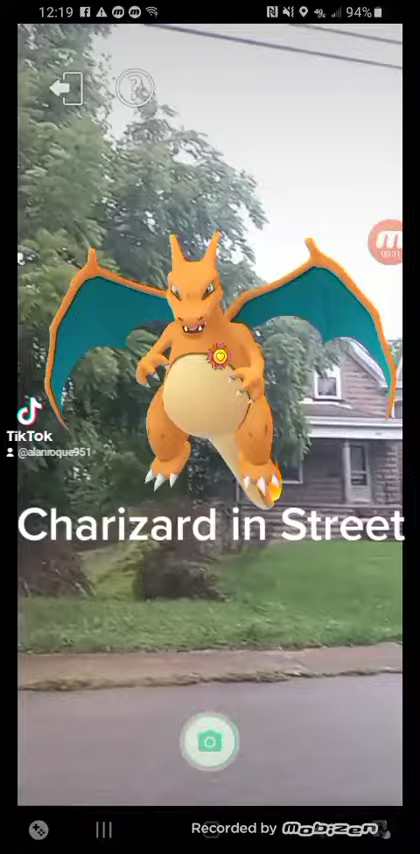 12:19
94%
TikTok
@alanroque951
Charizard in Street
Recorded by mobizen